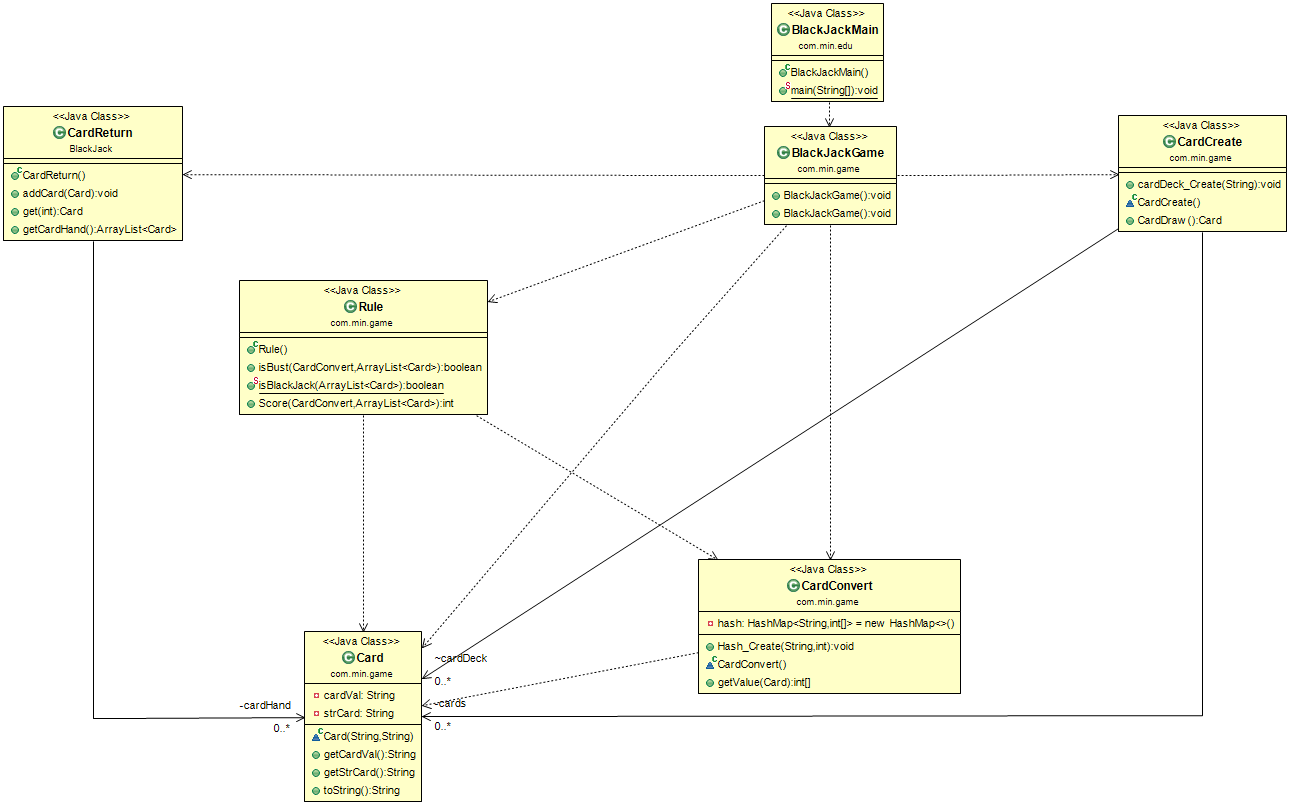 <<Java Class>>
BlackJackMain
com.min.edu
BlackJackMain()
main(String[]):void
<<Java Class>>
CardReturn
BlackJack
CardReturn()
addCard(Card):void
get(int):Card
getCardHand():ArrayList<Card>
<<Java Class>>
BlackJackGame
com.min.game
BlackJackGame():void
BlackJackGame():void
<<Java Class>>
CardCreate
com.min.game
cardDeck_Create(String):void
CardCreate()
CardDraw ():Card
<<Java Class>>
Rule
com.min.game
Rule()
isBust(CardConvert,ArrayList<Card>):boolean
isBlackJack(ArrayList<Card>):boolean
Score(CardConvert,ArrayList<Card>):int
<<Java Class>>
CardConvert
com.min.game
hash: HashMap<String,int[]> = new HashMap<>()
Hash_Create(String,int):void
CardConvert()
getValue(Card):int[]
<<Java Class>>
Card
com.min.game
cardVal: String
strCard: String
Card(String,String)
getCardVal():String
getStrCard():String
toString():String
~cardDeck
0..*
~cards
0..*
-cardHand
0..*